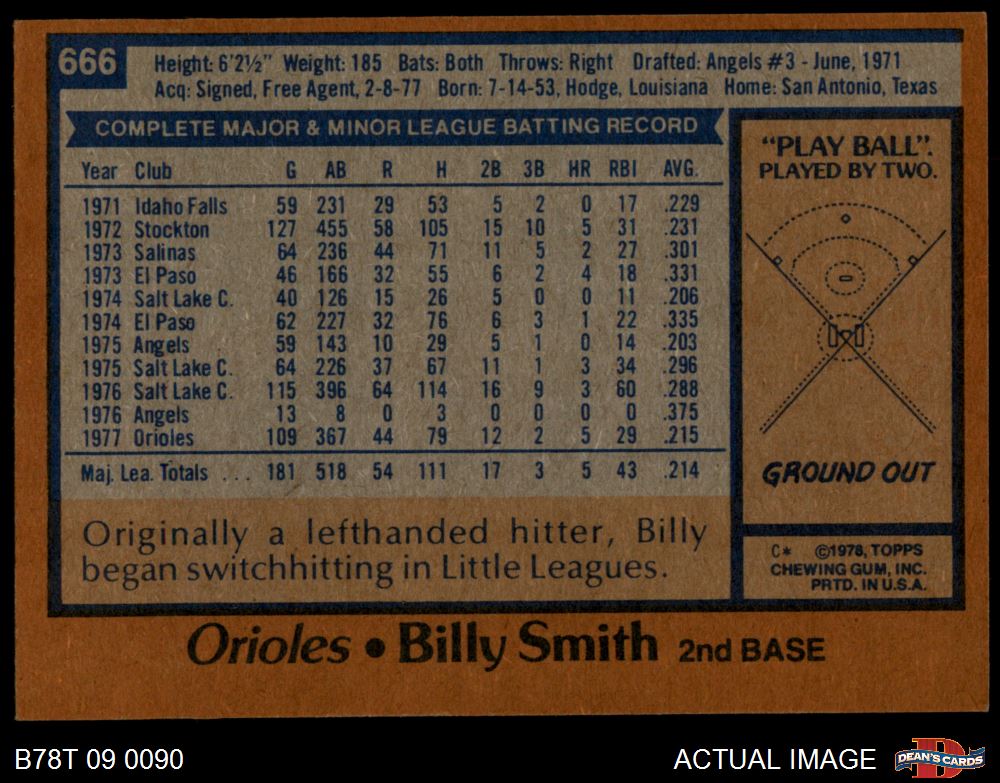 666
Height: 6'2½" Weight: 185 Bats: Both Throws: Right Drafted: Angels #3 - June, 1971
Acq: Signed, Free Agent, 2-8-77 Born: 7-14-53, Hodge, Louisiana Home: San Antonio, Texas
COMPLETE MAJOR & MINOR LEAGUE BATTING RECORD
Year Club G AB R H 2B 3B HR RBI AVG.
1971 Idaho Falls 59 231 29 53 5 2 0 17 .229
1972 Stockton 127 455 58 105 15 10 5 31 .231
1973 Salinas 64 236 44 71 11 5 2 27 .301
1973 El Paso 46 166 32 55 6 2 4 18 .331
1974 Salt Lake C. 40 126 15 26 5 0 0 11 .206
1974 El Paso 62 227 32 76 6 3 1 22 .335
1975 Angels 59 143 10 29 5 1 0 14 .203
1975 Salt Lake C. 64 226 37 67 11 1 3 34 .296
1976 Salt Lake C. 115 396 64 114 16 9 3 60 .288
1976 Angels 13 8 0 3 0 0 0 0 .375
1977 Orioles 109 367 44 79 12 2 5 29 .215
Maj. Lea. Totals . . . 181 518 54 111 17 3 5 43 .214
Originally a lefthanded hitter, Billy
began switchhitting in Little Leagues.
"PLAY BALL".
PLAYED BY TWO.
GROUND OUT
C* ©1978, TOPPS
CHEWING GUM, INC.
PRTD. IN U.S.A.
Orioles • Billy Smith 2nd BASE
B78T 09 0090
ACTUAL IMAGE
D
DEAN'S CARDS